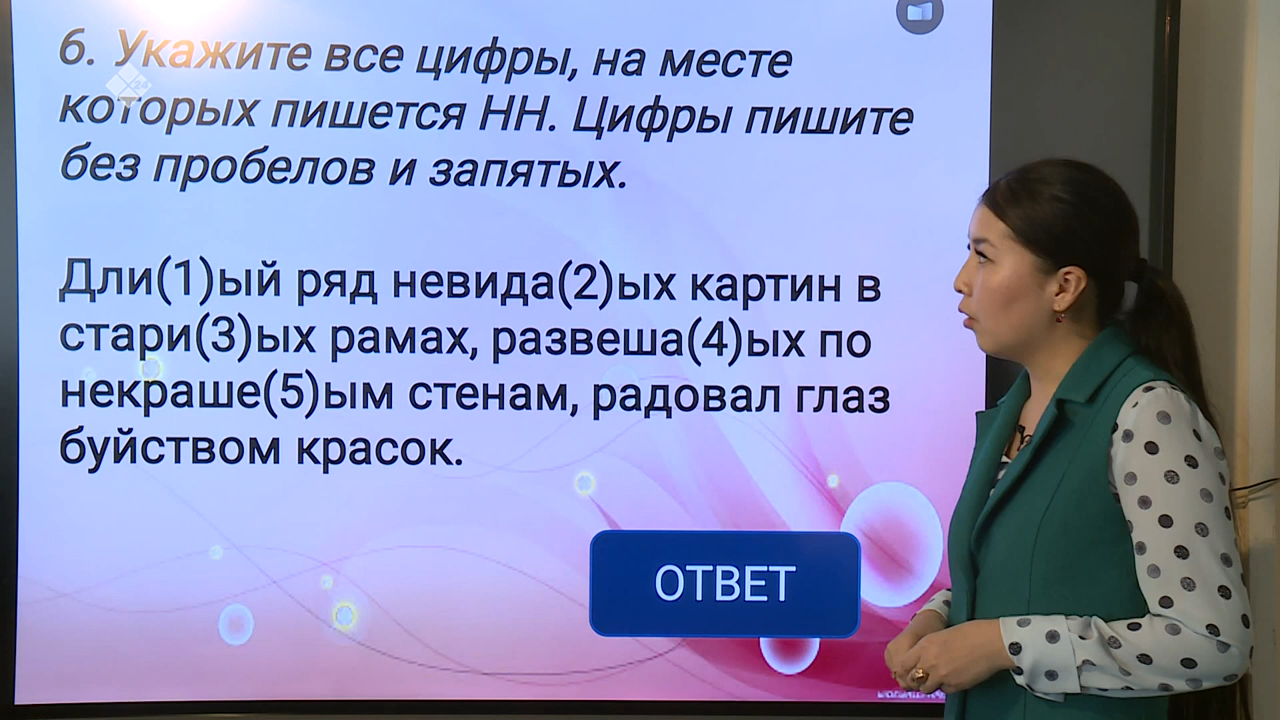 6. Укажите все цифры, на месте
которых пишется НН. Цифры пишите
без пробелов и запятых.
Дли(1)ый ряд невида(2)ых картин в
стари(3)ых рамах, развеша(4)ых по
некраше(5)ым стенам, радовал глаз
буйством красок.
ОТВЕТ
24